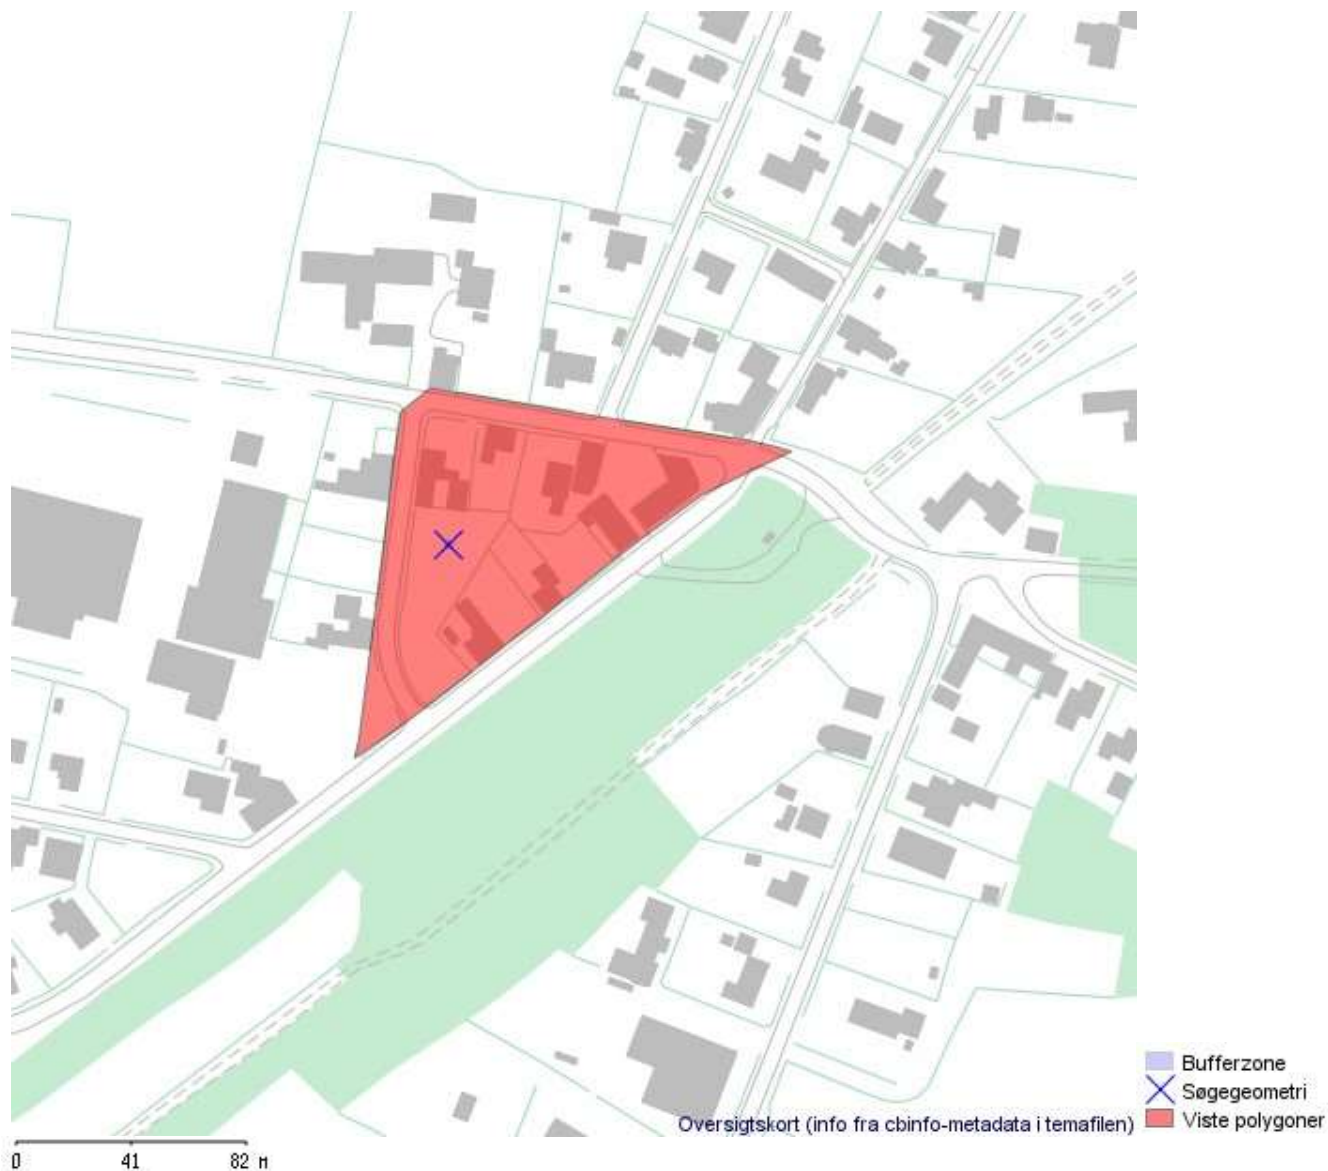 Bufferzone
Søgegeometri
Oversigtskort (info fra cbinfo-metadata i temafilen)
Viste polygoner
0 41 82 M